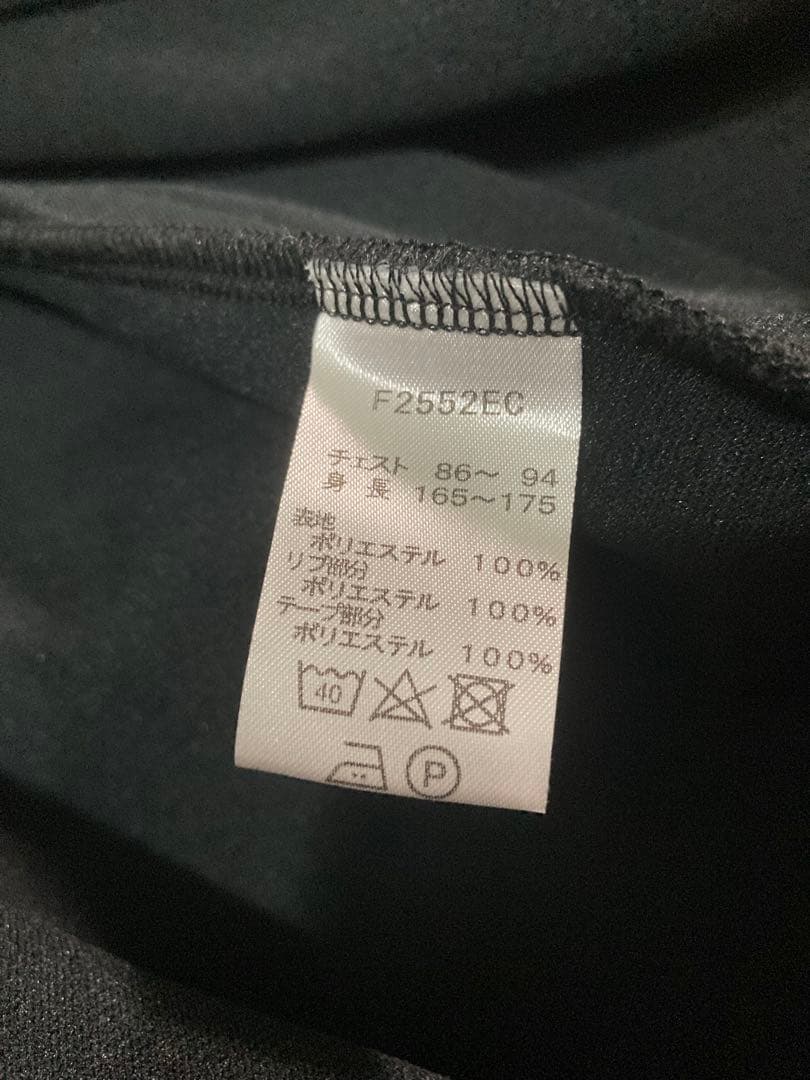 F2552EC
チェスト 86～ 94
身長 165～175
表地
ポリエステル 100%
リブ部分
ポリエステル 100%
テープ部分
ポリエステル 100%
40
P